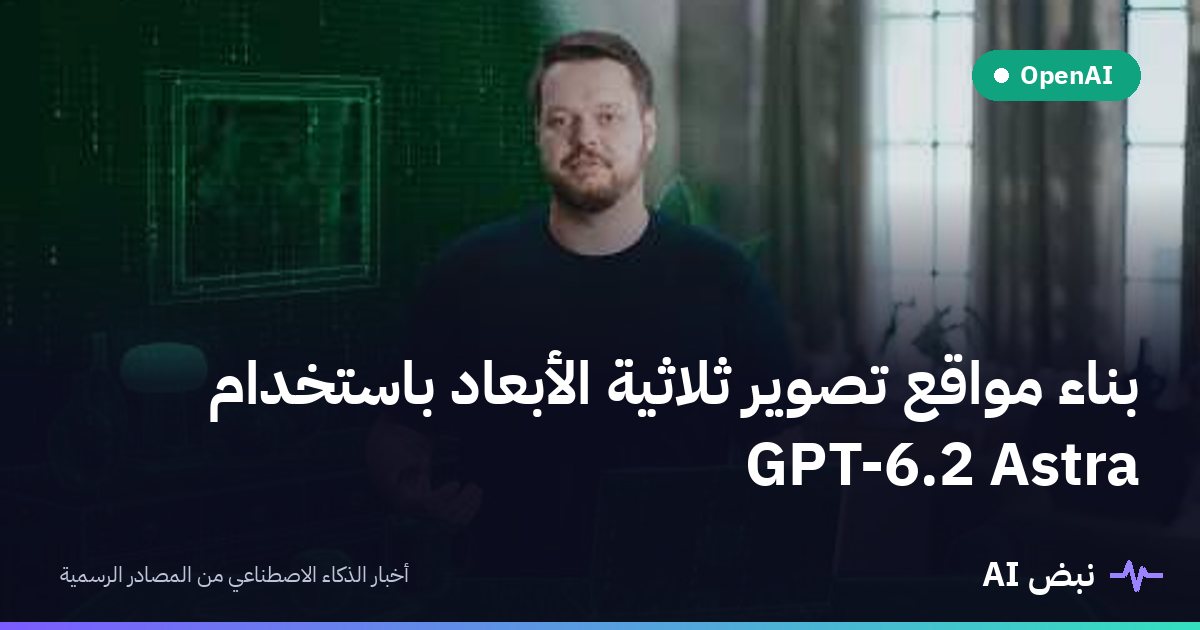 OpenAI
بناء مواقع تصوير ثلاثية الأبعاد باستخدام
GPT-6.2 Astra
نبض AI
أخبار الذكاء الاصطناعي من المصادر الرسمية